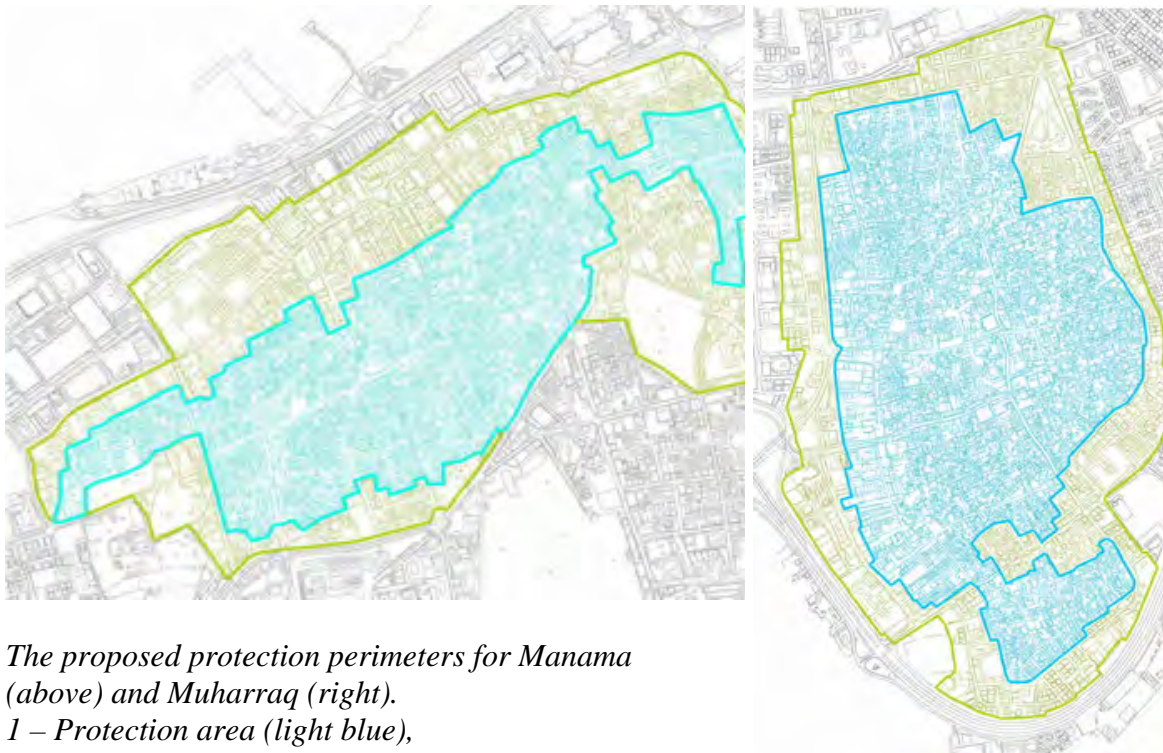 The proposed protection perimeters for Manama
(above) and Muharraq (right).
1 – Protection area (light blue),